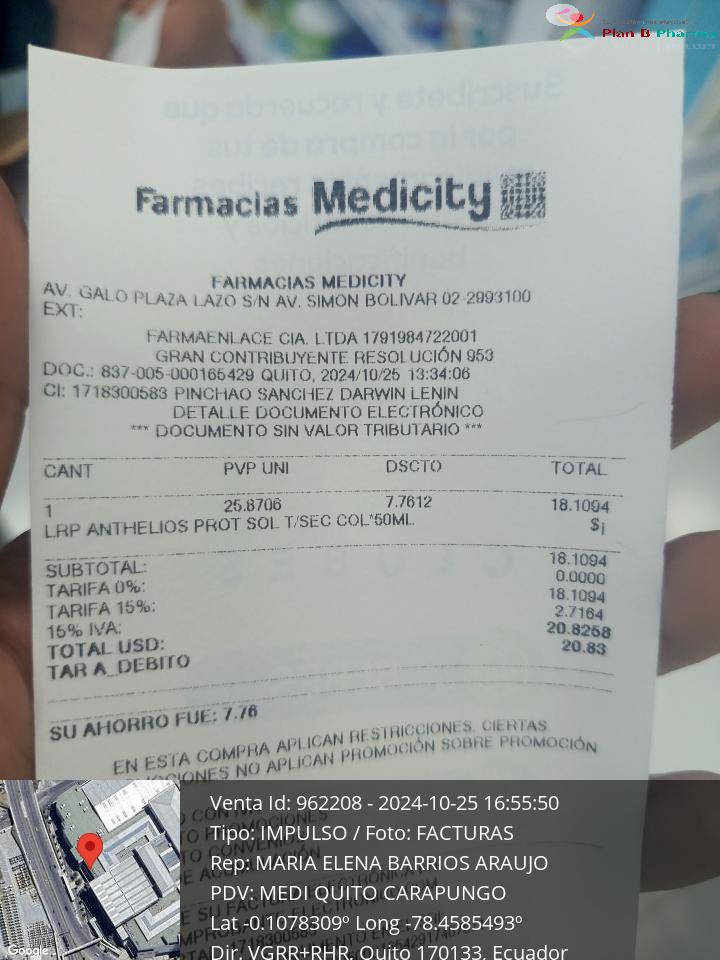 Plan B Pharma
Farmacias Medicity
FARMACIAS MEDICITY
AV. GALO PLAZA LAZO S/N AV. SIMON BOLIVAR 02-2993100
EXT:
FARMAENLACE CIA. LTDA 1791984722001
GRAN CONTRIBUYENTE RESOLUCIÓN 953
DOC.: 837-005-000165429 QUITO, 2024/10/25 13:34:06
CI: 1718300583 PINCHAO SANCHEZ DARWIN LENIN
DETALLE DOCUMENTO ELECTRÓNICO
*** DOCUMENTO SIN VALOR TRIBUTARIO ***
CANT PVP UNI DSCTO TOTAL
1 25.8706 7.7612 18.1094
LRP ANTHELIOS PROT SOL T/SEC COL*50ML $¡
SUBTOTAL: 18.1094
TARIFA 0%: 0.0000
TARIFA 15%: 18.1094
15% IVA: 2.7164
TOTAL USD: 20.8258
TAR A_DEBITO 20.83
SU AHORRO FUE: 7.76
EN ESTA COMPRA APLICAN RESTRICCIONES. CIERTAS
NO APLICAN PROMOCIÓN SOBRE PROMOCIÓN
Venta Id: 962208 - 2024-10-25 16:55:50
Tipo: IMPULSO / Foto: FACTURAS
Rep: MARIA ELENA BARRIOS ARAUJO
PDV: MEDI QUITO CARAPUNGO
Lat -0.1078309º Long -78.4585493º
Dir. VGRR+RHR, Quito 170133, Ecuador
Google